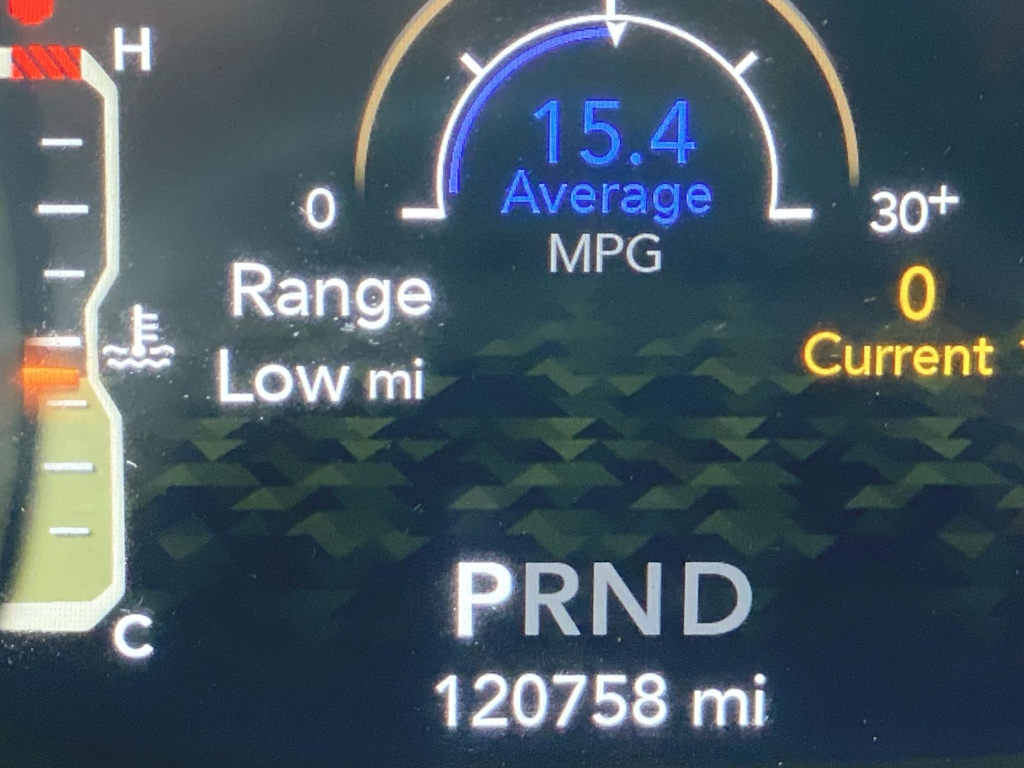 H
15.4
Average
0
30+
MPG
Range
0
Low mi
Current
PRND
C
120758 mi